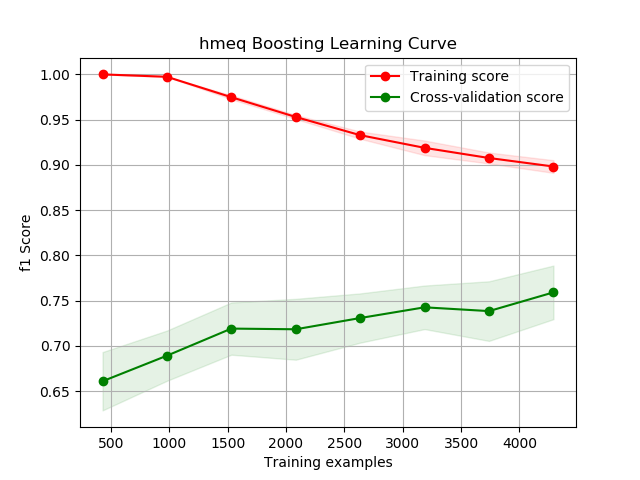 hmeq Boosting Learning Curve
1.00
0.95
0.90
0.85
0.80
0.75
0.70
0.65
f1 Score
Training score
Cross-validation score
500 1000 1500 2000 2500 3000 3500 4000
Training examples